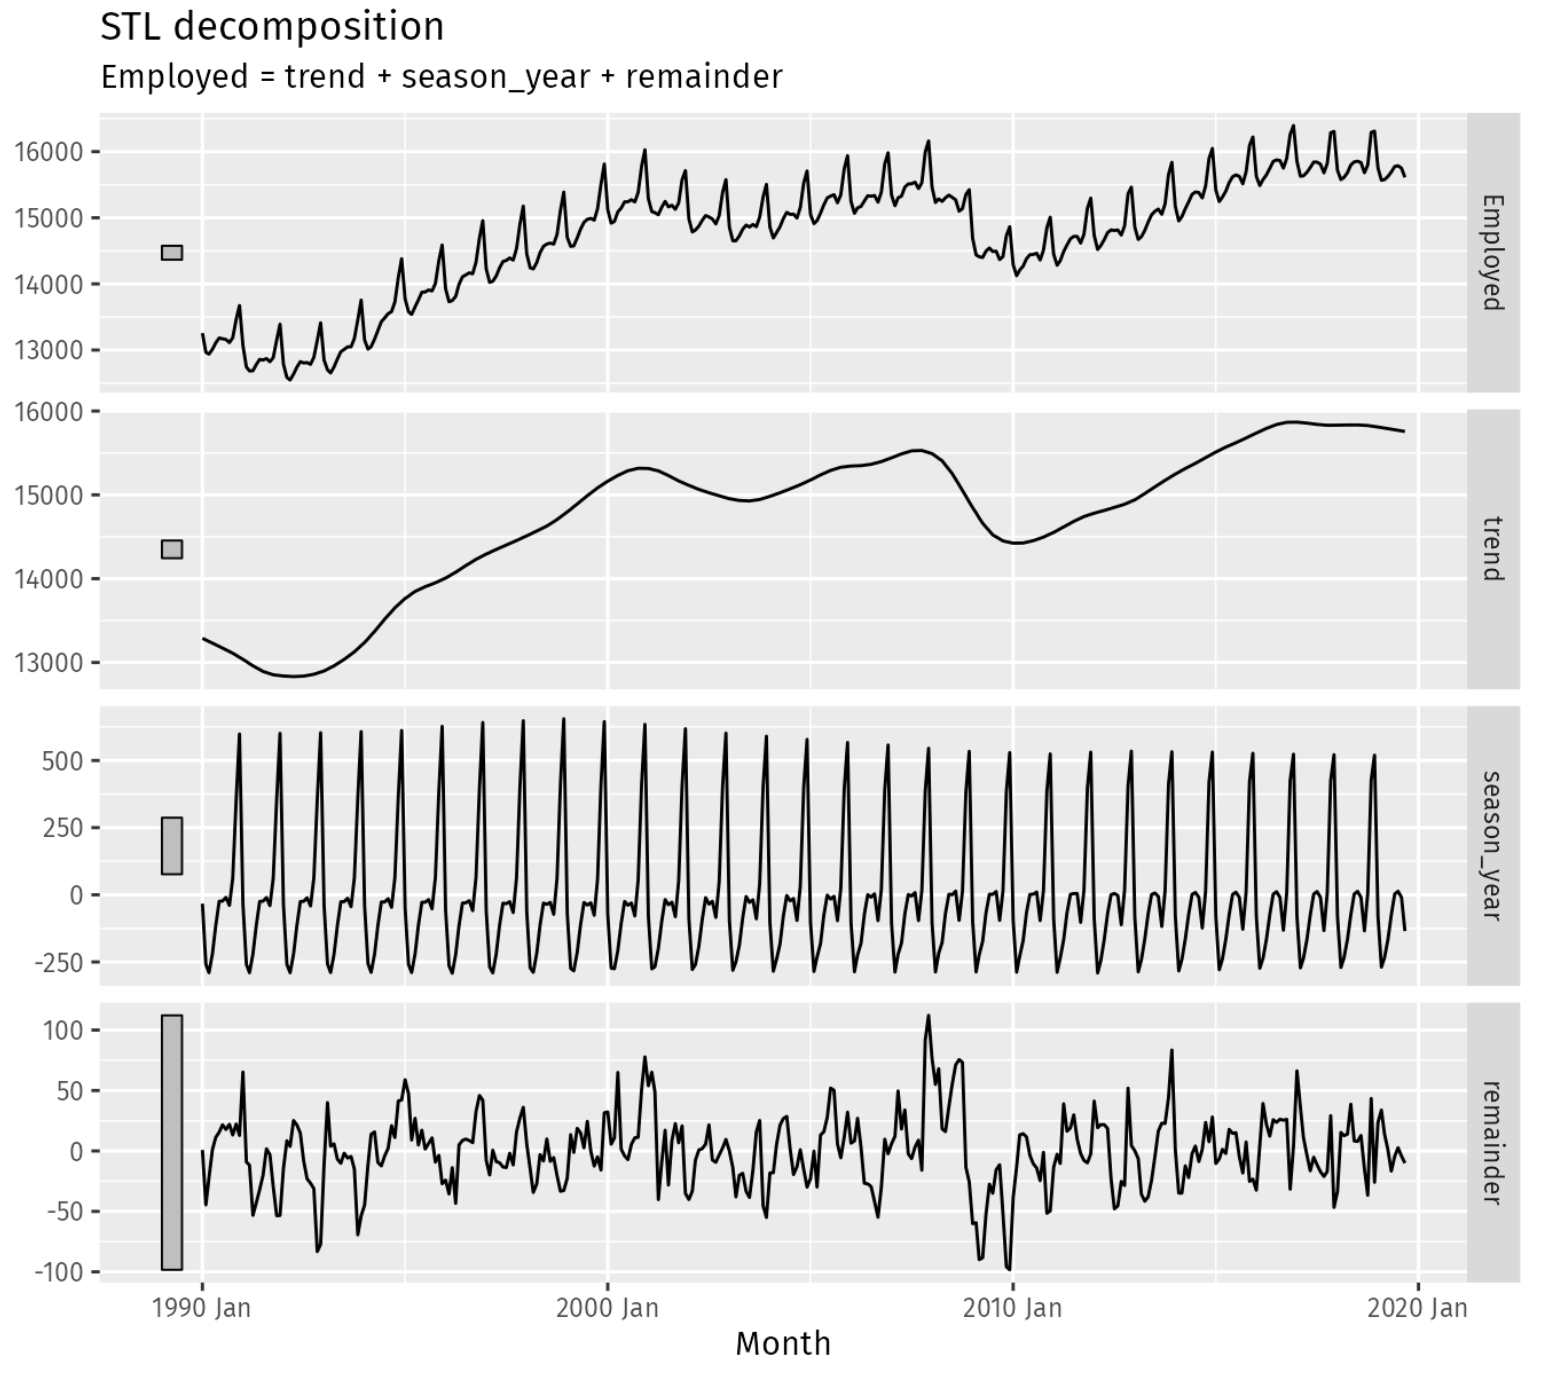 STL decomposition
Employed = trend + season_year + remainder
16000
15000
14000
13000
Employed
16000
15000
14000
13000
trend
500
250
0
-250
season_year
100
50
0
-50
-100
remainder
1990 Jan
2000 Jan
2010 Jan
2020 Jan
Month